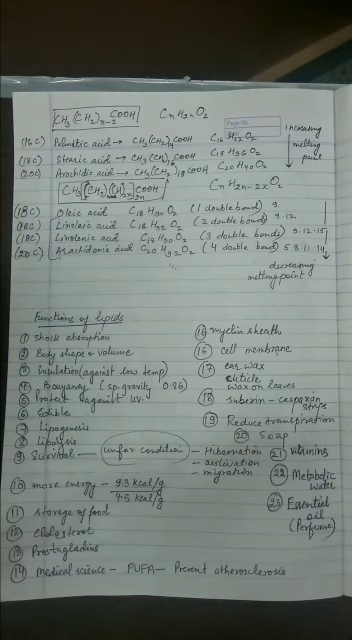 CH3(CH2)n-2COOH CnH2nO2
Page No.
(16C) Palmitic acid → CH3(CH2)14COOH C16H32O2
(18C) Stearic acid → CH3(CH2)16COOH C18H36O2
(20C) Arachidic acid → CH3(CH2)18COOH C20H40O2
increasing
melting
point
COOH CnH2n-2xO2
(18C) Oleic acid C18H34O2 (1 double bond) 9.
(18C) Linoleic acid C18H32O2 (2 double bond) 9.12
(18C) Linolenic acid C18H30O2 (3 double bonds) 9.12.15
(20C) Arachidonic acid C20H32O2 (4 double bond) 5.8.11.14
decreasing
melting point
Functions of lipids
① Shock absorption
② Body shape & volume
③ Insulation (against low temp)
④ Bouyancy (sp. gravity 0.86)
⑤ Protect against uv.
⑥ Edible
⑦ Lipogenesis
⑧ Lipolysis
⑨ Survival — unfav condition - Hibernation
- aestivation
- migration
⑩ more energy - 9.3 kcal/g
9.5 kcal/g
⑪ Storage of food
⑫ Cholesterol
⑬ Prostagladins
⑭ Medical science - PUFA - Prevent atherosclerosis
⑮ myelin sheath
⑯ cell membrane
⑰ ear wax
cuticle
wax on leaves
⑱ suberin - casparian
strips
⑲ Reduce transpiration
⑳ Soap
㉑ vitamins
㉒ Metabolic
water
㉓ Essential
oil
(Perfume)